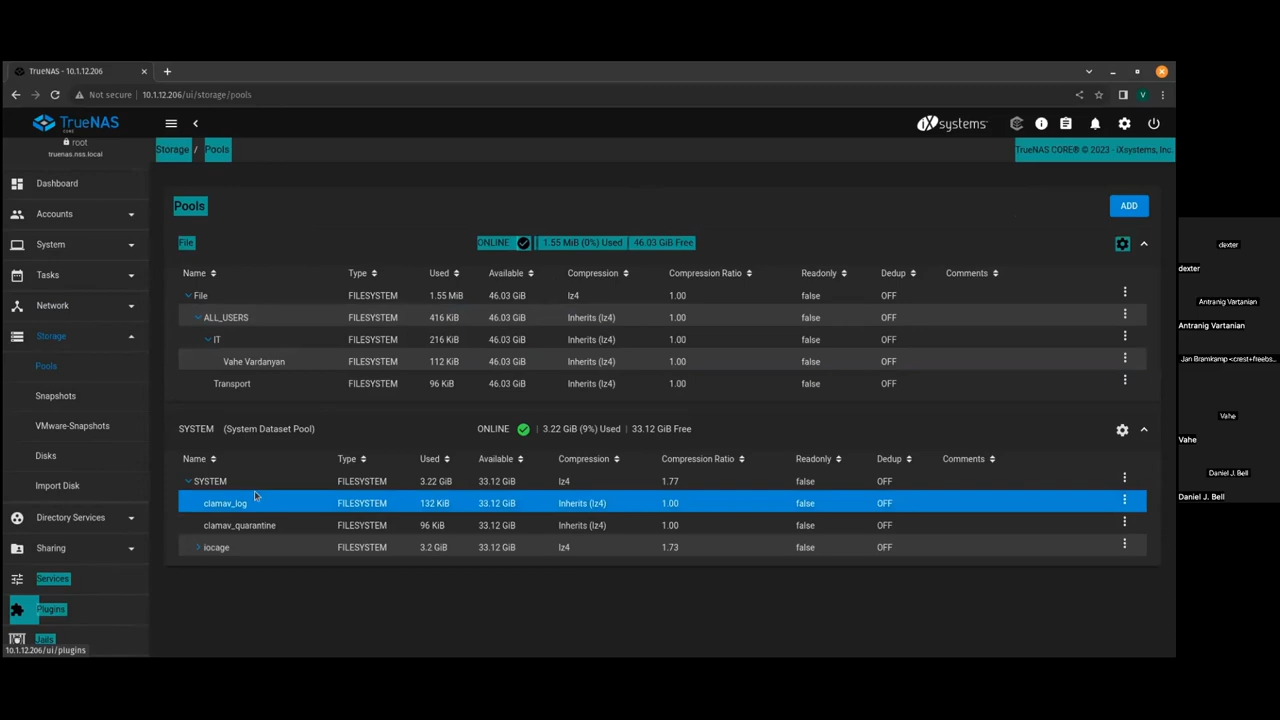 TrueNAS - 10.1.12.206
Not secure 10.1.12.206/ui/storage/pools
V
TrueNAS
CORE
root
truenas.nss.local
iXsystems
Storage / Pools
TrueNAS CORE® © 2023 - iXsystems, Inc.
Dashboard
Accounts
System
Tasks
Network
Storage
Pools
Snapshots
VMware-Snapshots
Disks
Import Disk
Directory Services
Sharing
Services
Plugins
Jails
10.1.12.206/ui/plugins
Pools
ADD
File ONLINE | 1.55 MiB (0%) Used | 46.03 GiB Free
Name Type Used Available Compression Compression Ratio Readonly Dedup Comments
File FILESYSTEM 1.55 MiB 46.03 GiB lz4 1.00 false OFF
ALL_USERS FILESYSTEM 416 KiB 46.03 GiB Inherits (lz4) 1.00 false OFF
IT FILESYSTEM 216 KiB 46.03 GiB Inherits (lz4) 1.00 false OFF
Vahe Vardanyan FILESYSTEM 112 KiB 46.03 GiB Inherits (lz4) 1.00 false OFF
Transport FILESYSTEM 96 KiB 46.03 GiB Inherits (lz4) 1.00 false OFF
SYSTEM (System Dataset Pool) ONLINE | 3.22 GiB (9%) Used | 33.12 GiB Free
Name Type Used Available Compression Compression Ratio Readonly Dedup Comments
SYSTEM FILESYSTEM 3.22 GiB 33.12 GiB lz4 1.77 false OFF
clamav_log FILESYSTEM 132 KiB 33.12 GiB Inherits (lz4) 1.00 false OFF
clamav_quarantine FILESYSTEM 96 KiB 33.12 GiB Inherits (lz4) 1.00 false OFF
iocage FILESYSTEM 3.2 GiB 33.12 GiB lz4 1.73 false OFF
dexter
dexter
Antranig Vartanian
Antranig Vartanian
Jan Bramkamp <crest+freebs...
Vahe
Vahe
Daniel J. Bell
Daniel J. Bell